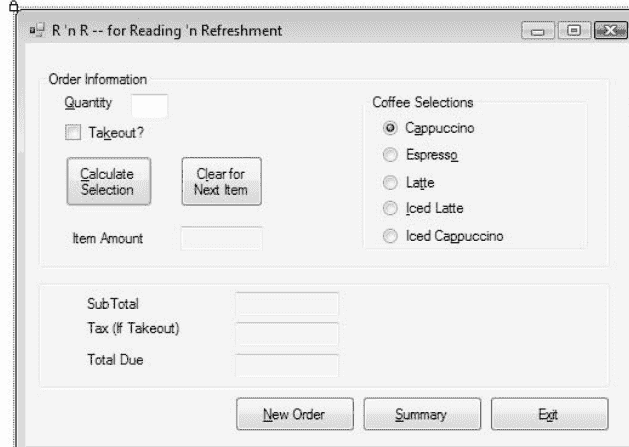 R 'n R -- for Reading 'n Refreshment
Order Information
Quantity
Takeout?
Calculate
Selection
Clear for
Next Item
Item Amount
Coffee Selections
Cappuccino
Espresso
Latte
Iced Latte
Iced Cappuccino
SubTotal
Tax (If Takeout)
Total Due
New Order
Summary
Exit